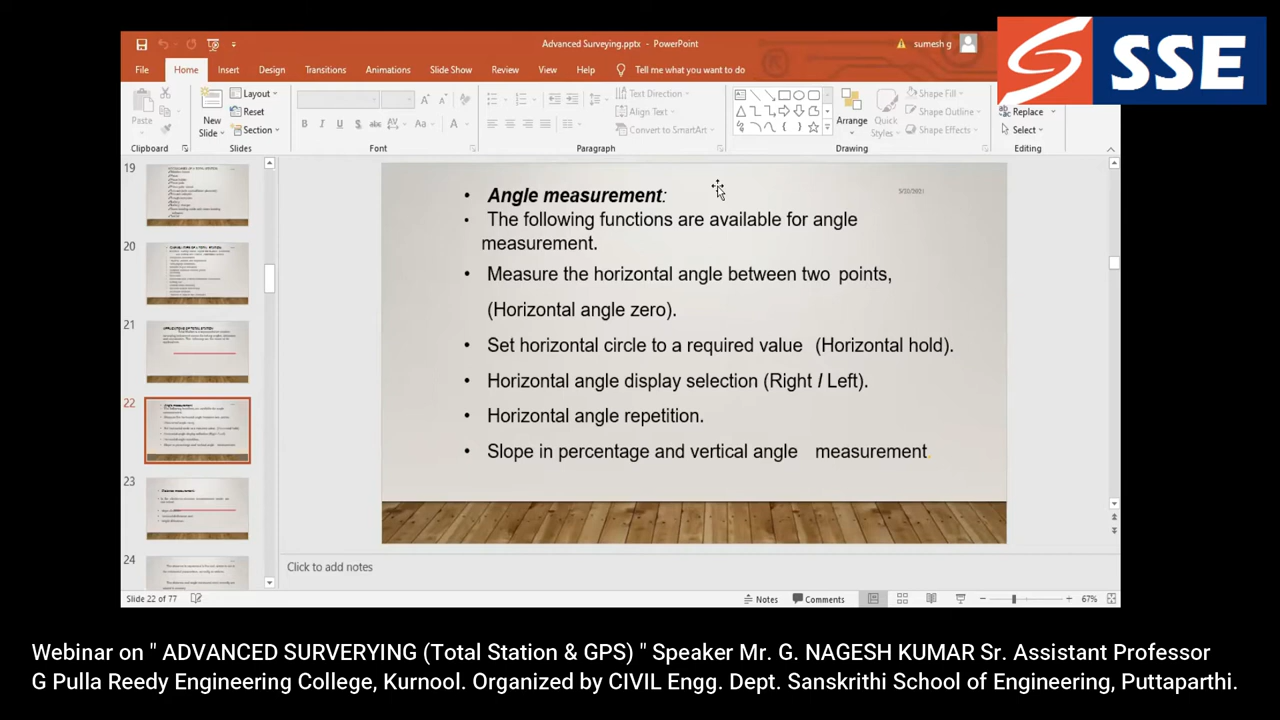 Advanced Surveying.pptx - PowerPoint
sumesh g
SSE
File Home Insert Design Transitions Animations Slide Show Review View Help Tell me what you want to do
Paste
Clipboard
New Slide
Layout
Reset
Section
Slides
B I U S abc AV Aa A
Font
Text Direction
Align Text
Convert to SmartArt
Paragraph
Arrange
Quick Styles
Shape Fill
Shape Outline
Shape Effects
Drawing
Replace
Select
Editing
19
20
21
22
23
24
5/22/2021
• Angle measurement:
• The following functions are available for angle
measurement.
• Measure the horizontal angle between two points,
(Horizontal angle zero).
• Set horizontal circle to a required value (Horizontal hold).
• Horizontal angle display selection (Right / Left).
• Horizontal angle repetition.
• Slope in percentage and vertical angle measurement.
Click to add notes
Slide 22 of 77
Notes Comments 67%
Webinar on " ADVANCED SURVERYING (Total Station & GPS) " Speaker Mr. G. NAGESH KUMAR Sr. Assistant Professor
G Pulla Reedy Engineering College, Kurnool. Organized by CIVIL Engg. Dept. Sanskrithi School of Engineering, Puttaparthi.